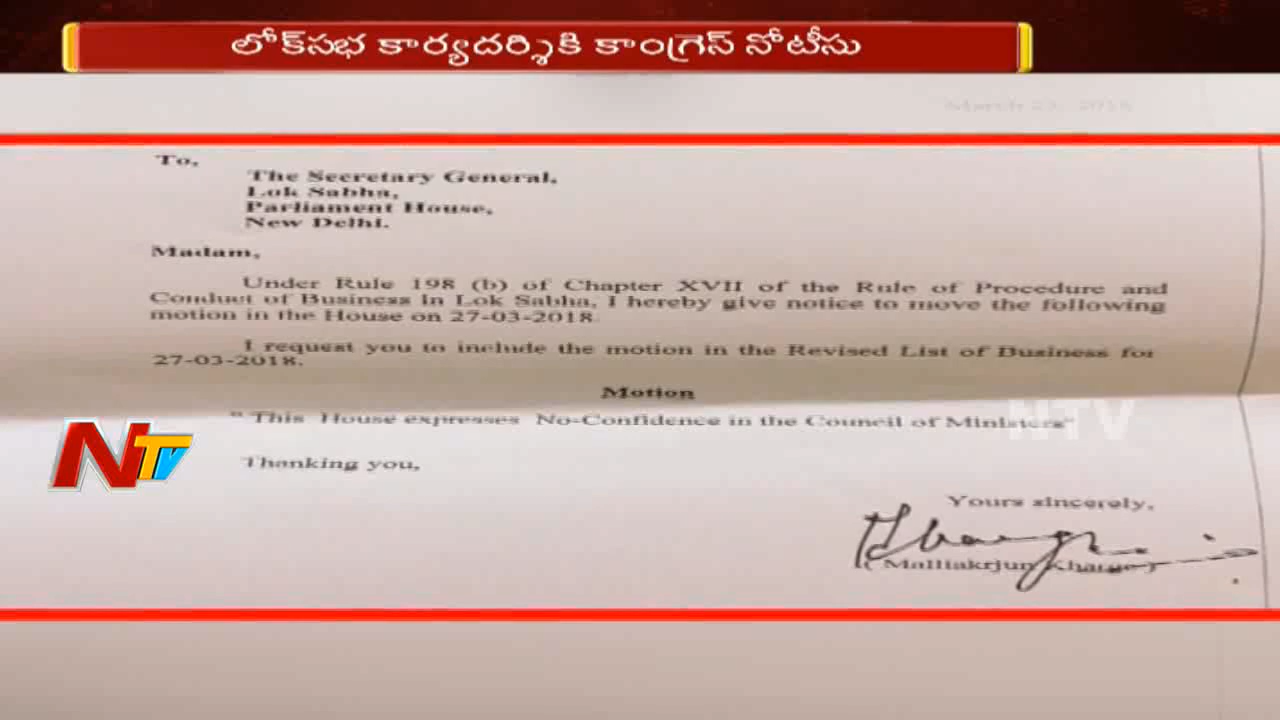 లోక్‌సభ కార్యదర్శికి కాంగ్రెస్ నోటీసు
To,
The Secretary General,
Lok Sabha,
Parliament House,
New Delhi.
Madam,
Under Rule 198 (b) of Chapter XVII of the Rule of Procedure and
Conduct of Business in Lok Sabha, I hereby give notice to move the following
motion in the House on 27-03-2018.
I request you to include the motion in the Revised List of Business for
27-03-2018.
Motion
"This House expresses No-Confidence in the Council of Ministers"
NTV
NTV
Thanking you,
Yours sincerely,
( Malliakrjun Kharge )